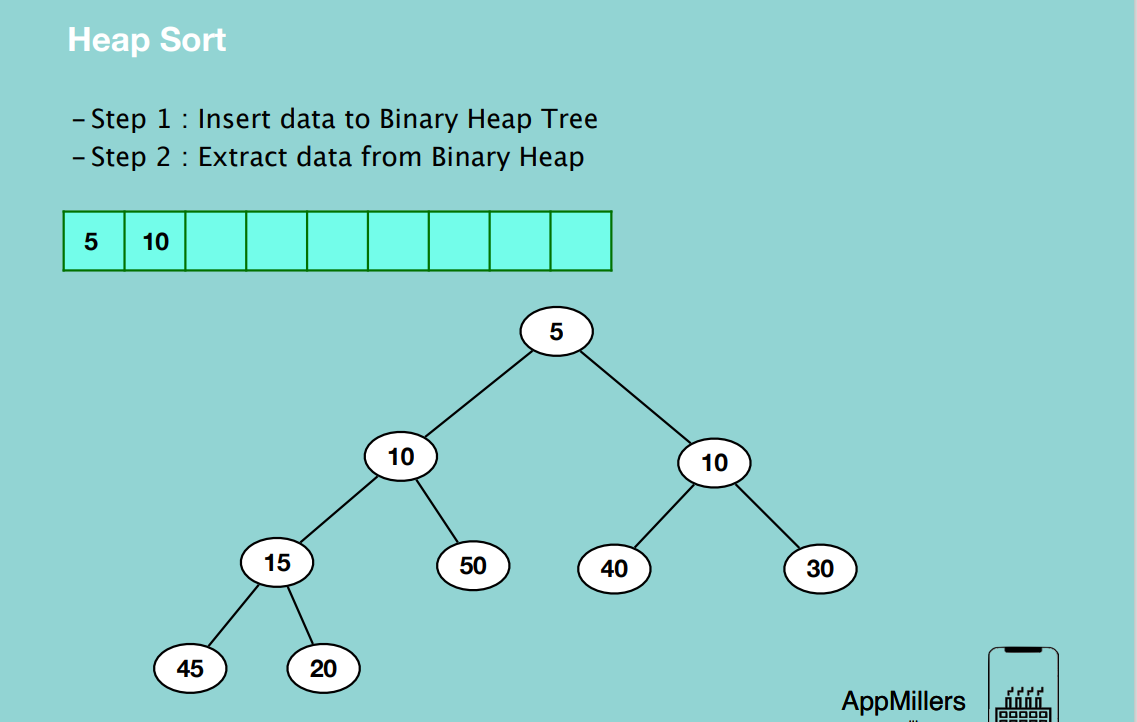 Heap Sort
– Step 1 : Insert data to Binary Heap Tree
– Step 2 : Extract data from Binary Heap
5 10
5
10 10
15 50 40 30
45 20
AppMillers